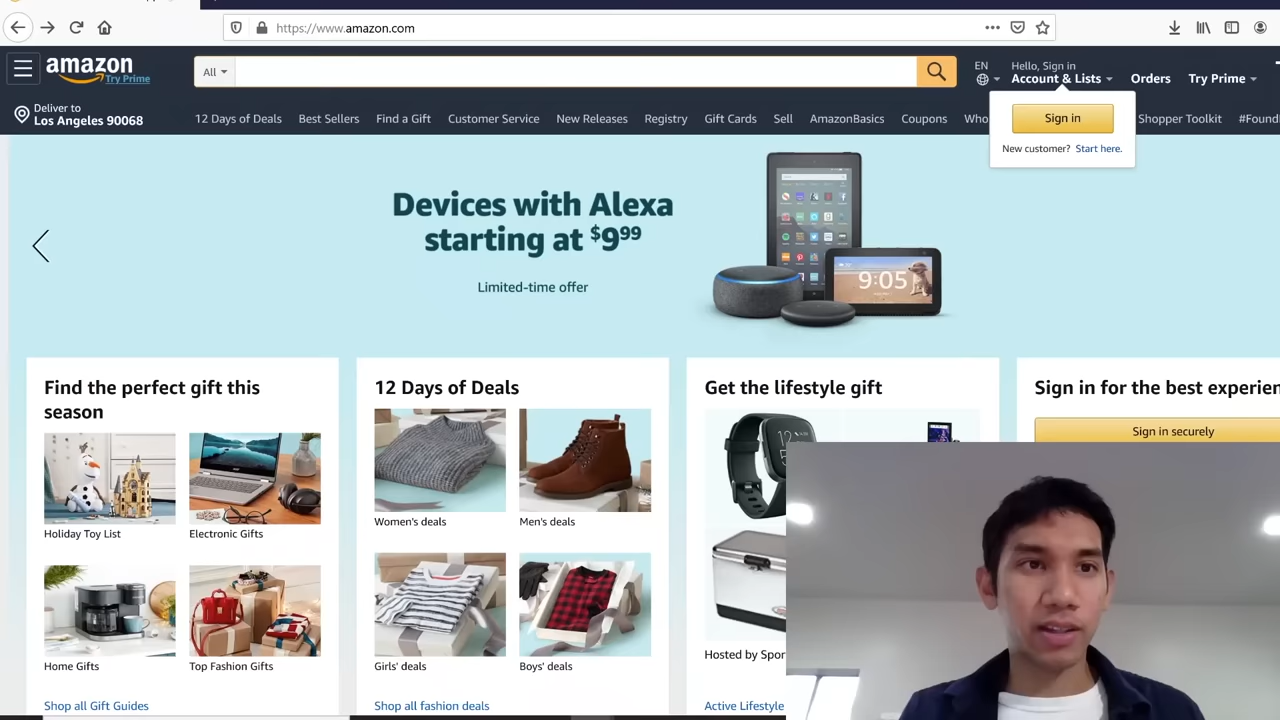 https://www.amazon.com
amazon
Try Prime
All
EN
Hello, Sign in
Account & Lists
Orders
Try Prime
Deliver to
Los Angeles 90068
12 Days of Deals
Best Sellers
Find a Gift
Customer Service
New Releases
Registry
Gift Cards
Sell
AmazonBasics
Coupons
Who
Shopper Toolkit
#Found
Sign in
New customer? Start here.
Devices with Alexa
starting at $9.99
Limited-time offer
9:05
Find the perfect gift this
season
Holiday Toy List
Electronic Gifts
Home Gifts
Top Fashion Gifts
Shop all Gift Guides
12 Days of Deals
Women's deals
Men's deals
Girls' deals
Boys' deals
Shop all fashion deals
Get the lifestyle gift
Hosted by Spor
Active Lifestyle
Sign in for the best experien
Sign in securely